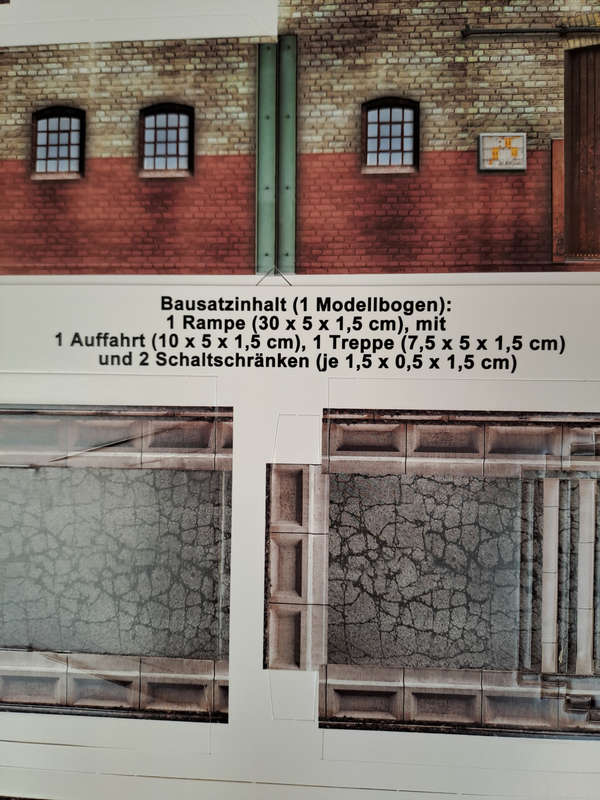 Bausatzinhalt (1 Modellbogen):
1 Rampe (30 x 5 x 1,5 cm), mit
1 Auffahrt (10 x 5 x 1,5 cm), 1 Treppe (7,5 x 5 x 1,5 cm)
und 2 Schaltschränken (je 1,5 x 0,5 x 1,5 cm)